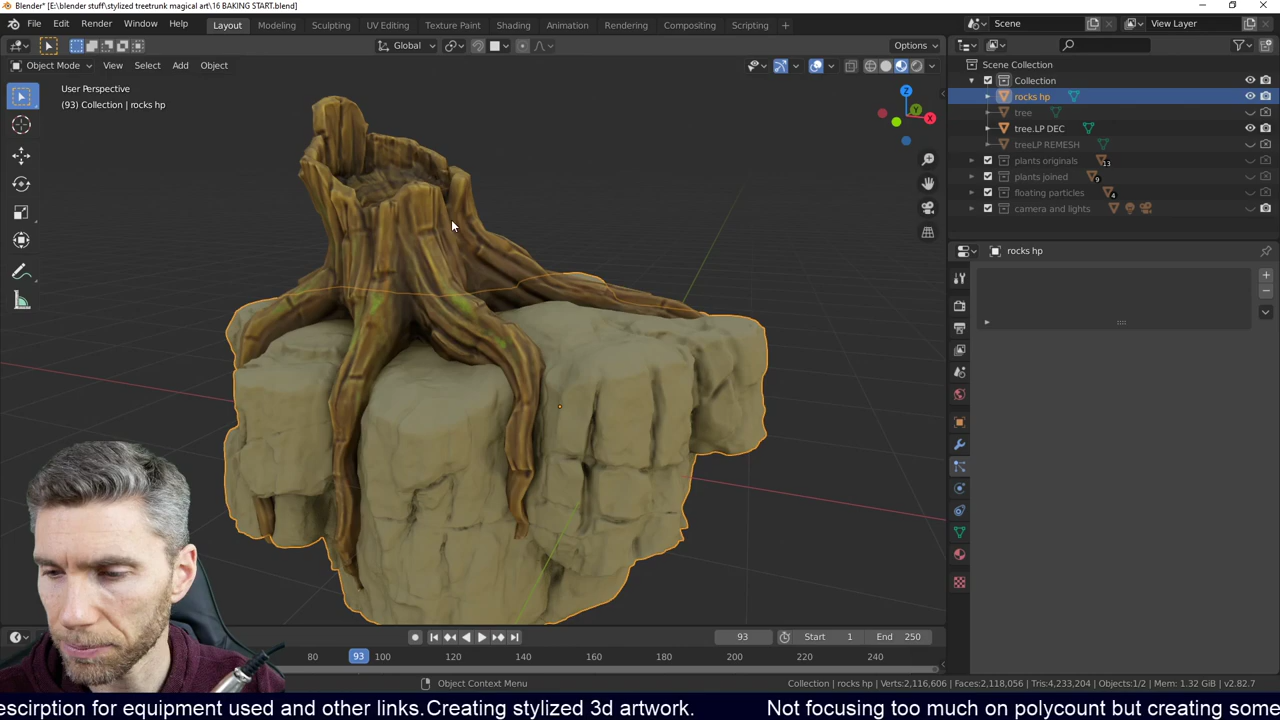 Blender* [E:\blender stuff\stylized treetrunk magical art\16 BAKING START.blend]
File Edit Render Window Help Layout Modeling Sculpting UV Editing Texture Paint Shading Animation Rendering Compositing Scripting + Scene View Layer
Global Options
Object Mode View Select Add Object
User Perspective
(93) Collection | rocks hp
Z
Y
X
Scene Collection
Collection
rocks hp
tree
tree.LP DEC
treeLP REMESH
plants originals 13
plants joined 9
floating particles 4
camera and lights
rocks hp
93 Start 1 End 250
80 93 100 120 140 160 180 200 220 240
Object Context Menu Collection | rocks hp | Verts:2,116,606 | Faces:2,118,056 | Tris:4,233,204 | Objects:1/2 | Mem: 1.32 GiB | v2.82.7
escription for equipment used and other links.Creating stylized 3d artwork. Not focusing too much on polycount but creating some